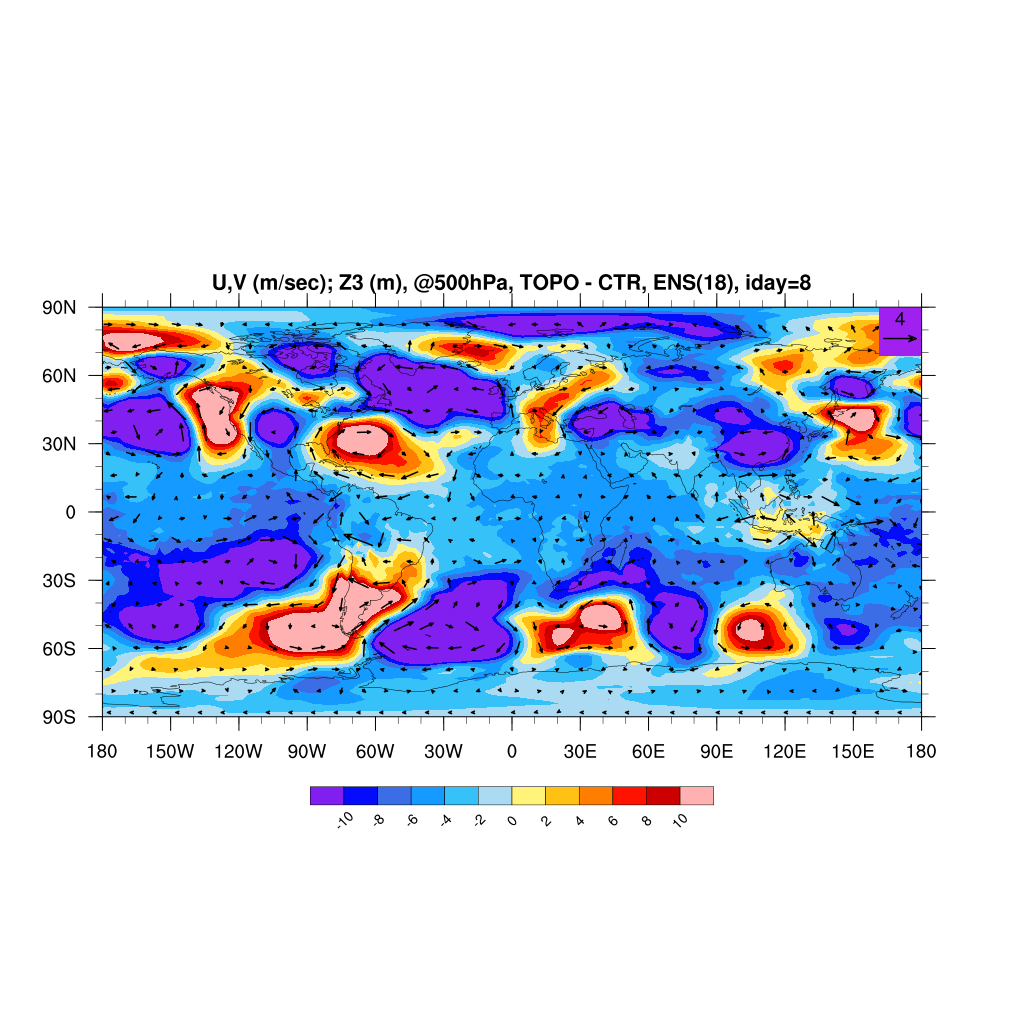 U,V (m/sec); Z3 (m), @500hPa, TOPO - CTR, ENS(18), iday=8
4
90N
60N
30N
0
30S
60S
90S
180 150W 120W 90W 60W 30W 0 30E 60E 90E 120E 150E 180
-10 -8 -6 -4 -2 0 2 4 6 8 10